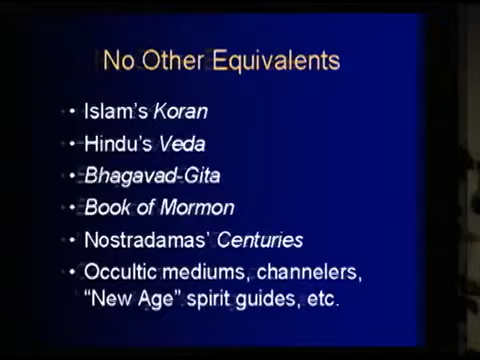 No Other Equivalents
• Islam's Koran
• Hindu's Veda
• Bhagavad-Gita
• Book of Mormon
• Nostradamas' Centuries
• Occultic mediums, channelers,
"New Age" spirit guides, etc.